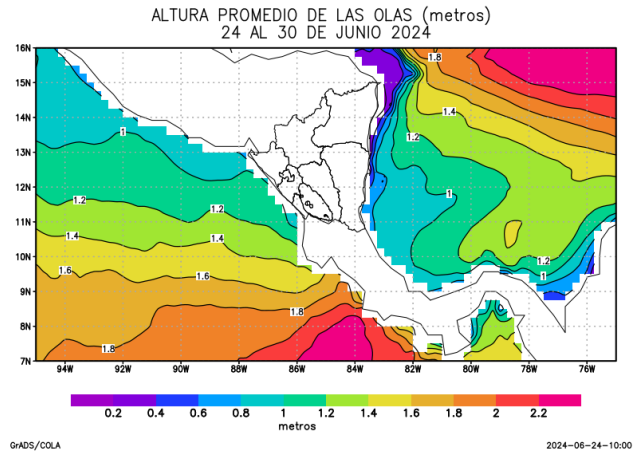 ALTURA PROMEDIO DE LAS OLAS (metros)
24 AL 30 DE JUNIO 2024
16N
15N
14N
13N
12N
11N
10N
9N
8N
7N
1.8
1.4
1.2
1
1
1.2
1.2
1.4
1.4
1.6
1.6
1.2
1
1.8
1.8
94W
92W
90W
88W
86W
84W
82W
80W
78W
76W
0.2 0.4 0.6 0.8 1 1.2 1.4 1.6 1.8 2 2.2
metros
GrADS/COLA
2024-06-24-10:00